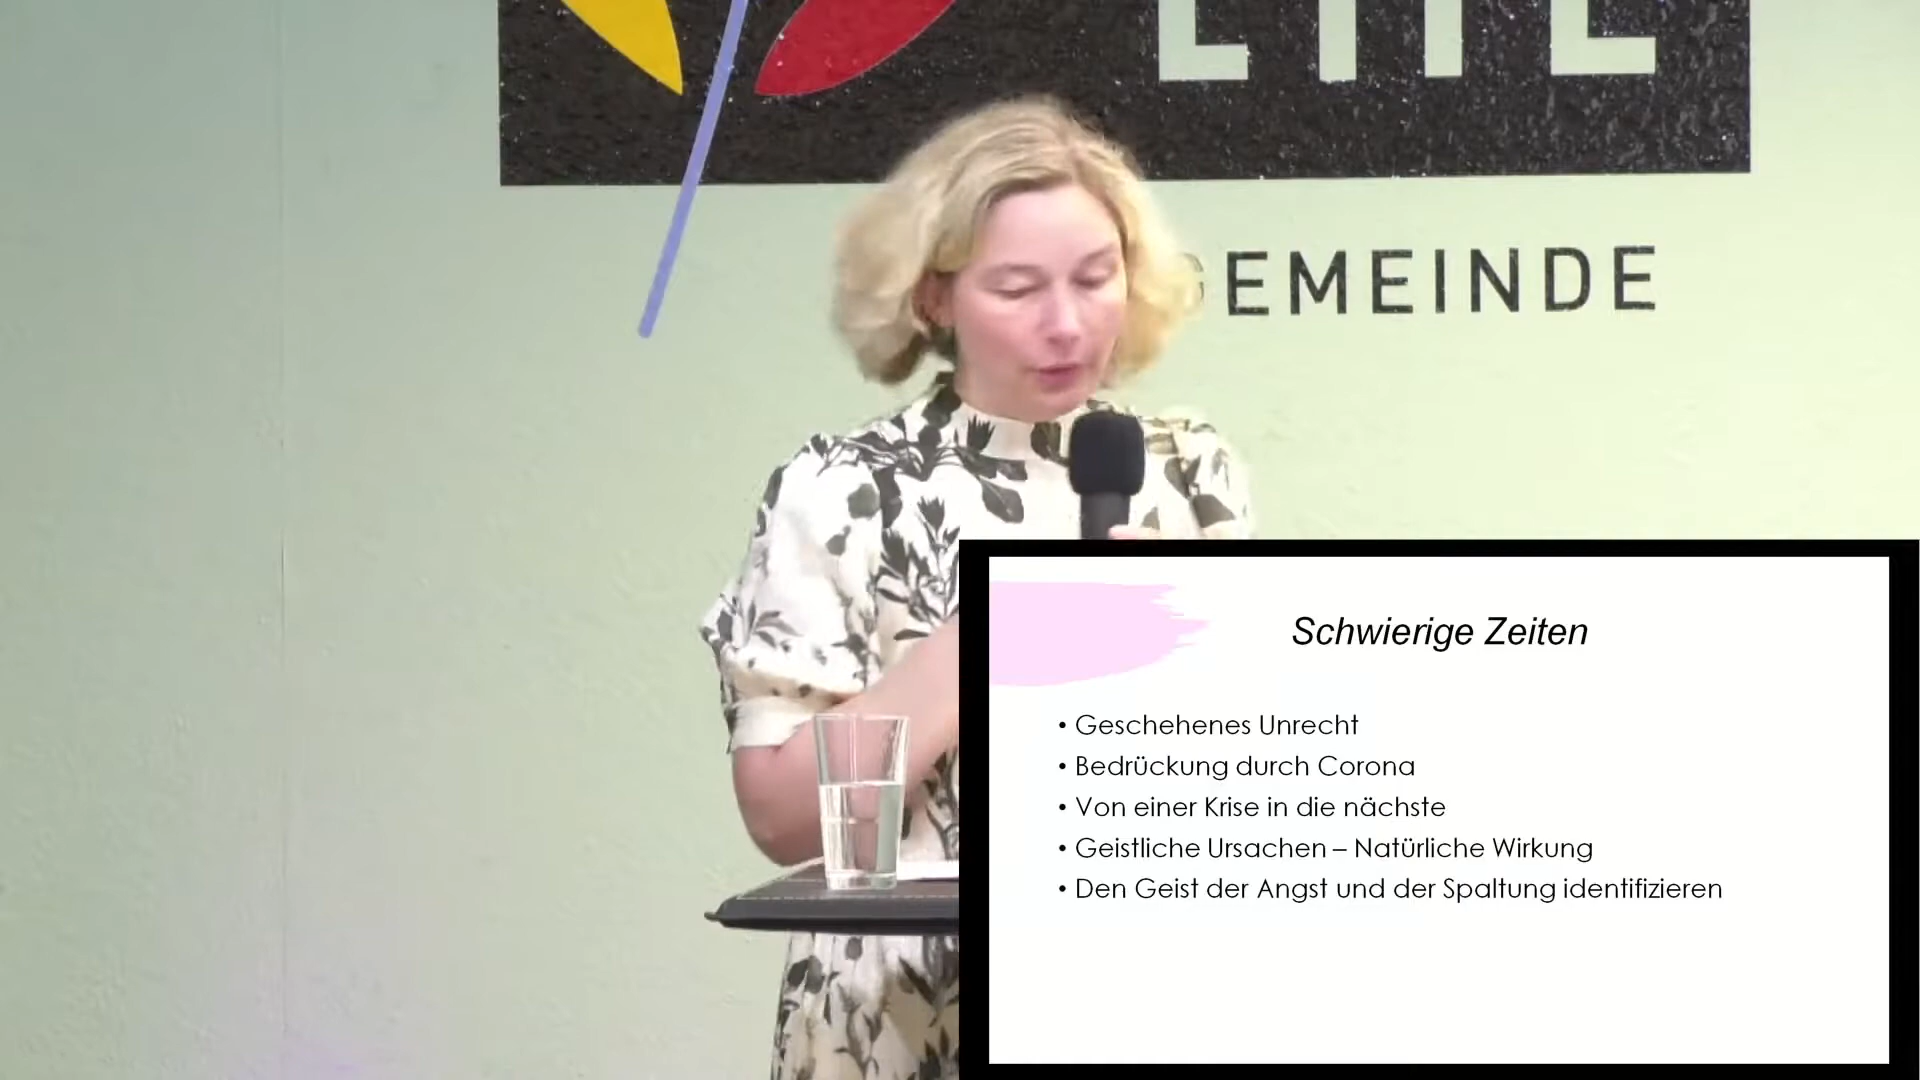 GEMEINDE
Schwierige Zeiten
• Geschehenes Unrecht
• Bedrückung durch Corona
• Von einer Krise in die nächste
• Geistliche Ursachen – Natürliche Wirkung
• Den Geist der Angst und der Spaltung identifizieren